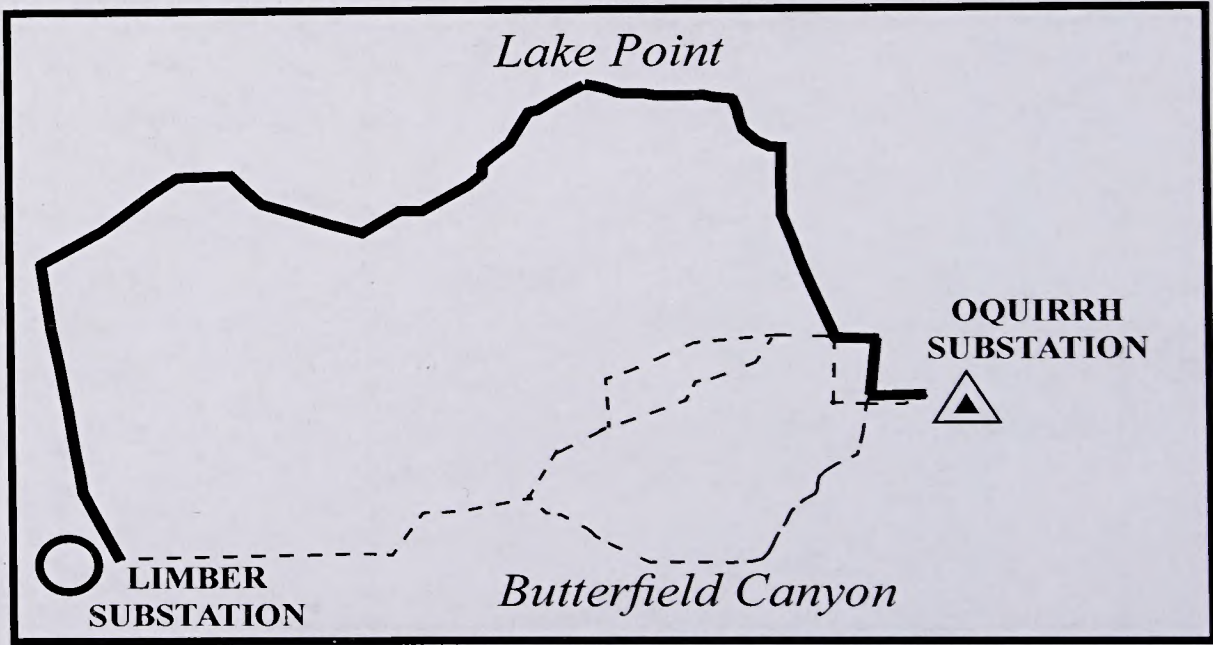 Lake Point
OQUIRRH
SUBSTATION
LIMBER
SUBSTATION
Butterfield Canyon